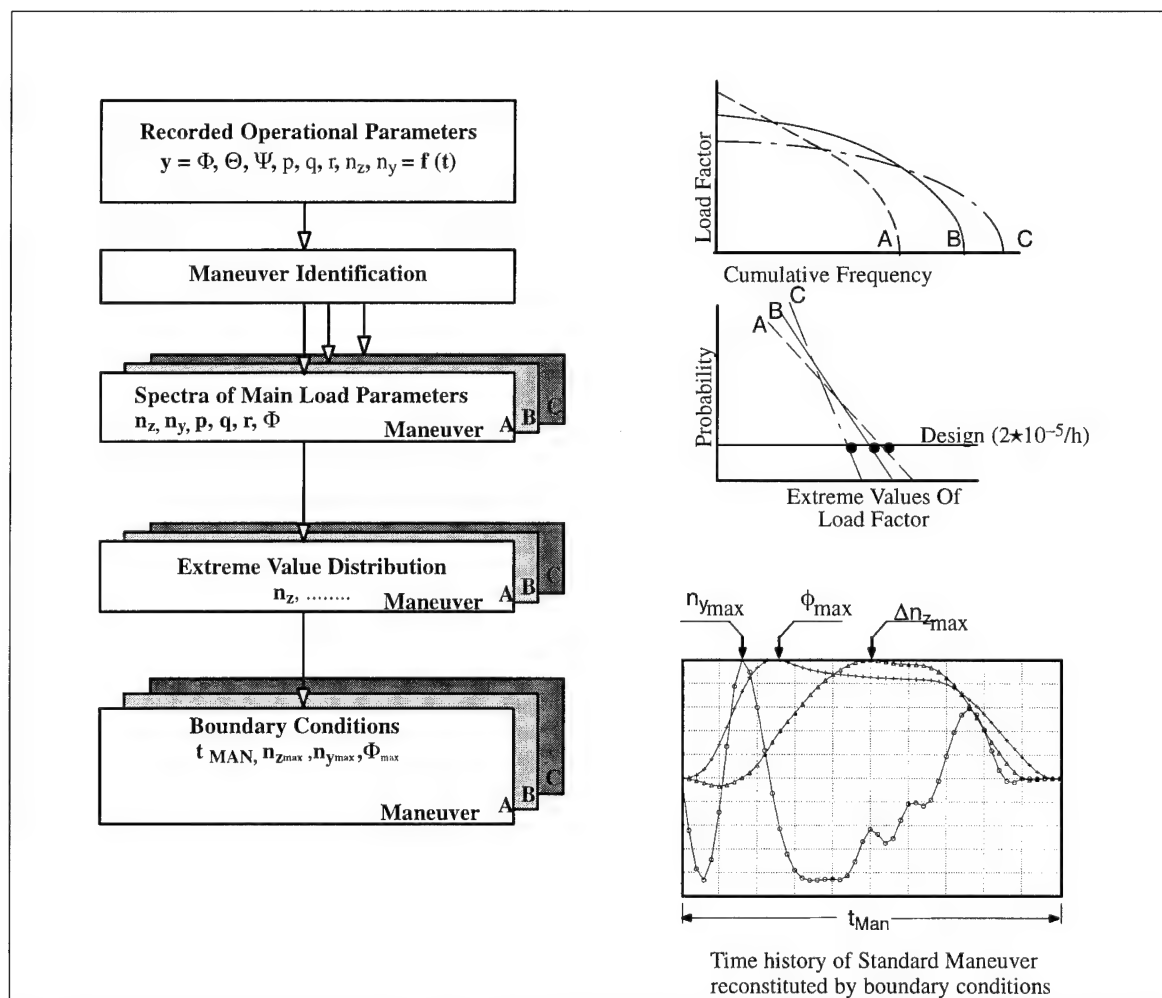 Recorded Operational Parameters
y = Φ, Θ, Ψ, p, q, r, n_z, n_y = f (t)
Maneuver Identification
Spectra of Main Load Parameters
n_z, n_y, p, q, r, Φ
Maneuver A B C
Extreme Value Distribution
n_z, ........
Maneuver A B C
Boundary Conditions
t MAN, n_zmax, n_ymax, Φ_max
Maneuver A B C
Load Factor
A B C
Cumulative Frequency
C
B
A
Probability
Design (2★10⁻⁵/h)
Extreme Values Of
Load Factor
n_ymax ϕ_max Δn_zmax
t_Man
Time history of Standard Maneuver
reconstituted by boundary conditions